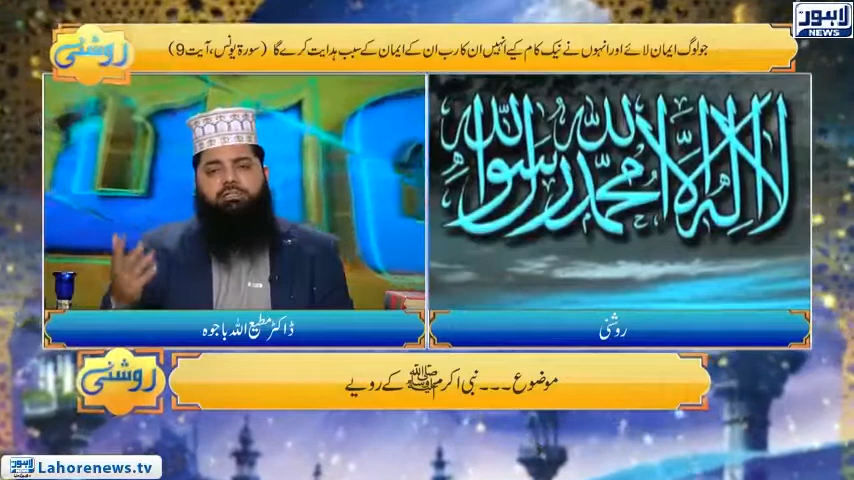 لاہور
NEWS
روشنی
جو لوگ ایمان لائے اور انہوں نے نیک کام کیے انہیں ان کا رب ان کے ایمان کے سبب ہدایت کرے گا (سورۃ یونس، آیت 9)
لا الہ الا اللہ محمد رسول اللہ
ڈاکٹر مطیع اللہ باجوہ
روشنی
روشنی
موضوع ۔۔۔ نبی اکرم ﷺ کے رویے
Lahorenews.tv